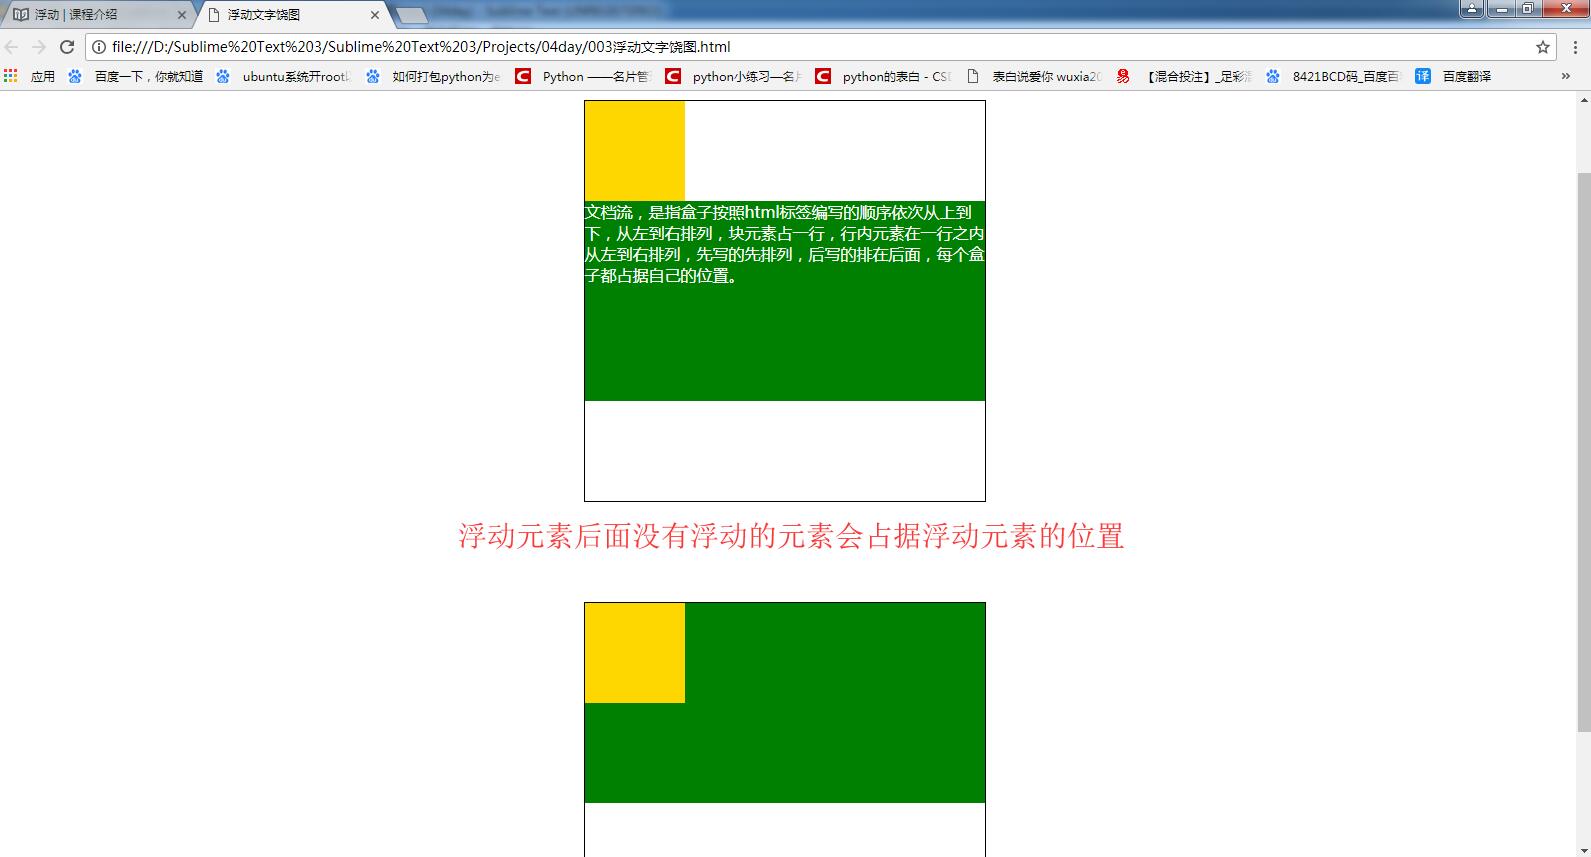 浮动 | 课程介绍
浮动文字饶图
file:///D:/Sublime%20Text%203/Sublime%20Text%203/Projects/04day/003浮动文字饶图.html
应用 百度一下，你就知道 ubuntu系统开root 如何打包python为e Python ——名片管 python小练习—名 python的表白 - CS 表白说爱你 wuxia20 【混合投注】_足彩 8421BCD码_百度百 百度翻译
文档流，是指盒子按照html标签编写的顺序依次从上到
下，从左到右排列，块元素占一行，行内元素在一行之内
从左到右排列，先写的先排列，后写的排在后面，每个盒
子都占据自己的位置。
浮动元素后面没有浮动的元素会占据浮动元素的位置